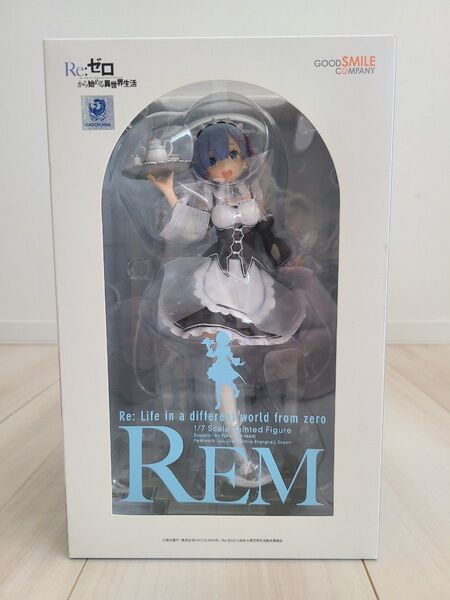 Re:ゼロ
から始める異世界生活
KADOKAWA
GOOD SMILE
COMPANY
Re: Life in a different world from zero
1/7 Scale Painted Figure
REM